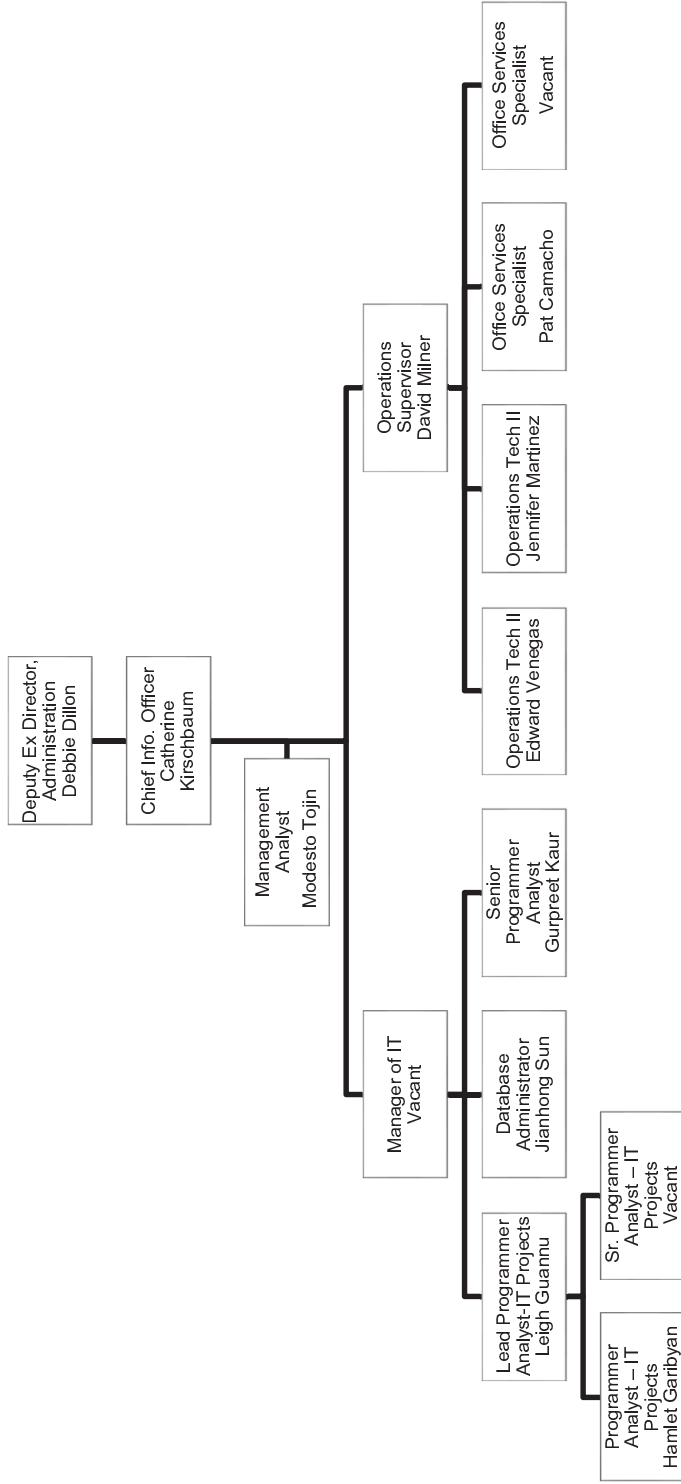 Deputy Ex Director,
Administration
Debbie Dillon
Chief Info. Officer
Catherine
Kirschbaum
Management
Analyst
Modesto Tojin
Manager of IT
Vacant
Operations
Supervisor
David Milner
Lead Programmer
Analyst-IT Projects
Leigh Guannu
Database
Administrator
Jianhong Sun
Senior
Programmer
Analyst
Gurpreet Kaur
Operations Tech II
Edward Venegas
Operations Tech II
Jennifer Martinez
Office Services
Specialist
Pat Camacho
Office Services
Specialist
Vacant
Programmer
Analyst – IT
Projects
Hamlet Garibyan
Sr. Programmer
Analyst – IT
Projects
Vacant